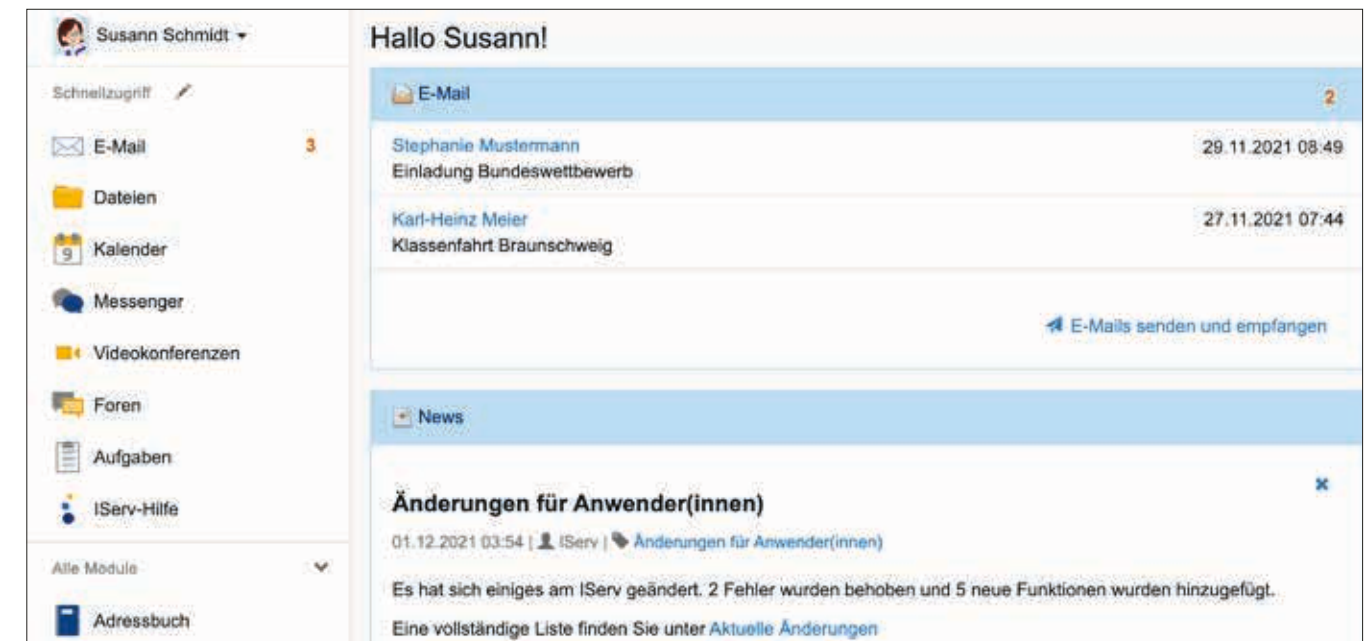 Susann Schmidt
Schnellzugriff
E-Mail 3
Dateien
9
Kalender
Messenger
Videokonferenzen
Foren
Aufgaben
IServ-Hilfe
Alle Module
Adressbuch
Hallo Susann!
E-Mail 2
Stephanie Mustermann 29.11.2021 08:49
Einladung Bundeswettbewerb
Karl-Heinz Meier 27.11.2021 07:44
Klassenfahrt Braunschweig
E-Mails senden und empfangen
News
Änderungen für Anwender(innen)
01.12.2021 03:54 | IServ | Änderungen für Anwender(innen)
Es hat sich einiges am IServ geändert. 2 Fehler wurden behoben und 5 neue Funktionen wurden hinzugefügt.
Eine vollständige Liste finden Sie unter Aktuelle Änderungen